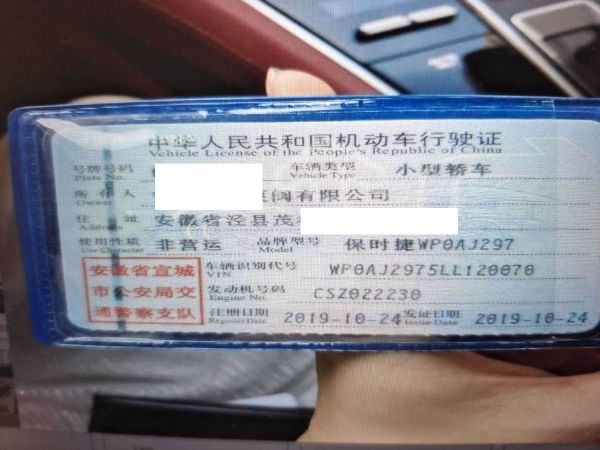 中华人民共和国机动车行驶证
Vehicle License of the People's Republic of China
号牌号码 车辆类型 小型轿车
Plate No. Vehicle Type
所有人 阀有限公司
Owner
住址 安徽省泾县茂
Address
使用性质 非营运 品牌型号 保时捷WP0AJ297
Use Character Model
安徽省宣城 车辆识别代号 WP0AJ2975LL120070
VIN
市公安局交 发动机号码 CSZ022230
Engine No.
通警察支队 注册日期 2019-10-24 发证日期 2019-10-24
Register Date Issue Date